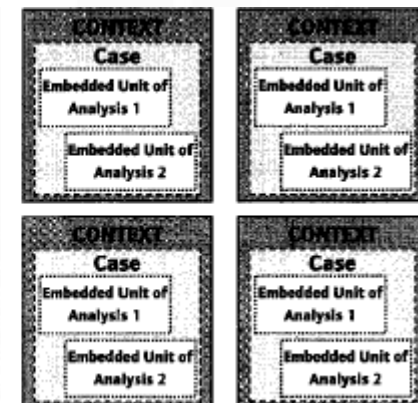 CONTEXT
Case
Embedded Unit of
Analysis 1
Embedded Unit of
Analysis 2
CONTEXT
Case
Embedded Unit of
Analysis 1
Embedded Unit of
Analysis 2
CONTEXT
Case
Embedded Unit of
Analysis 1
Embedded Unit of
Analysis 2
CONTEXT
Case
Embedded Unit of
Analysis 1
Embedded Unit of
Analysis 2